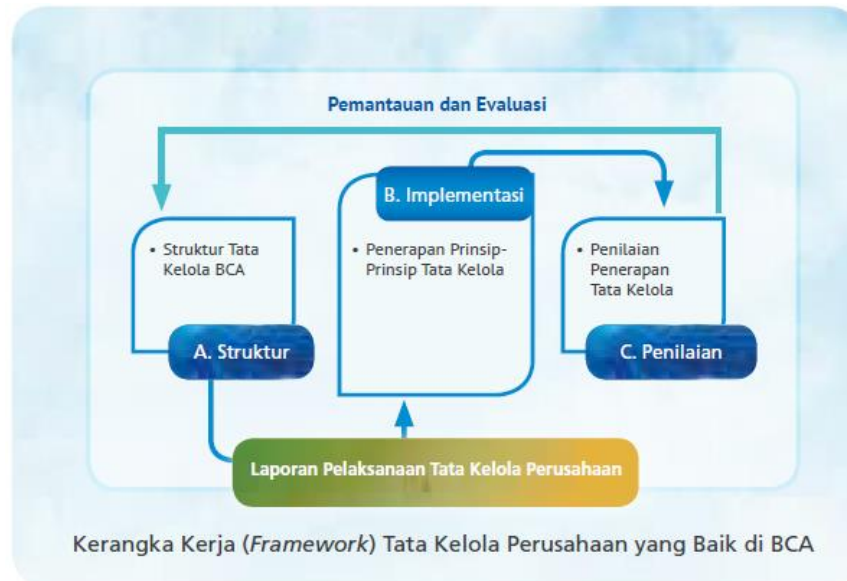 Pemantauan dan Evaluasi
• Struktur Tata
Kelola BCA
A. Struktur
B. Implementasi
• Penerapan Prinsip-
Prinsip Tata Kelola
• Penilaian
Penerapan
Tata Kelola
C. Penilaian
Laporan Pelaksanaan Tata Kelola Perusahaan
Kerangka Kerja (Framework) Tata Kelola Perusahaan yang Baik di BCA